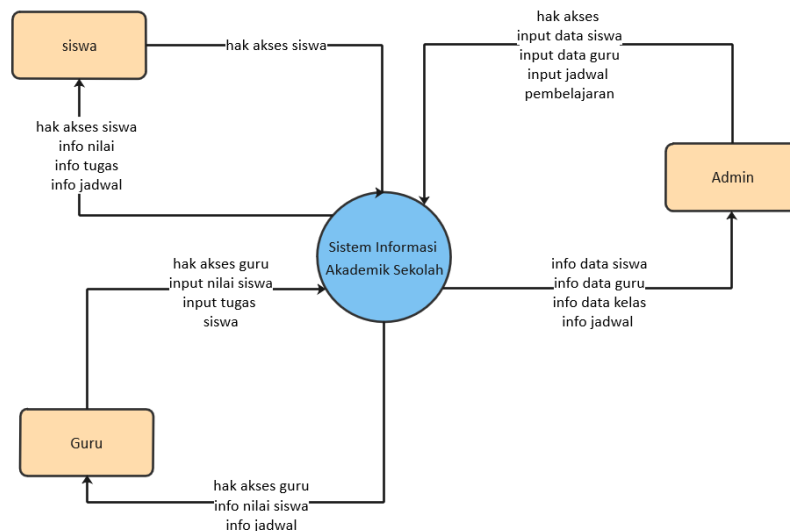 siswa
hak akses siswa
hak akses
input data siswa
input data guru
input jadwal
pembelajaran
hak akses siswa
info nilai
info tugas
info jadwal
Admin
Sistem Informasi
Akademik Sekolah
hak akses guru
input nilai siswa
input tugas
siswa
info data siswa
info data guru
info data kelas
info jadwal
Guru
hak akses guru
info nilai siswa
info jadwal